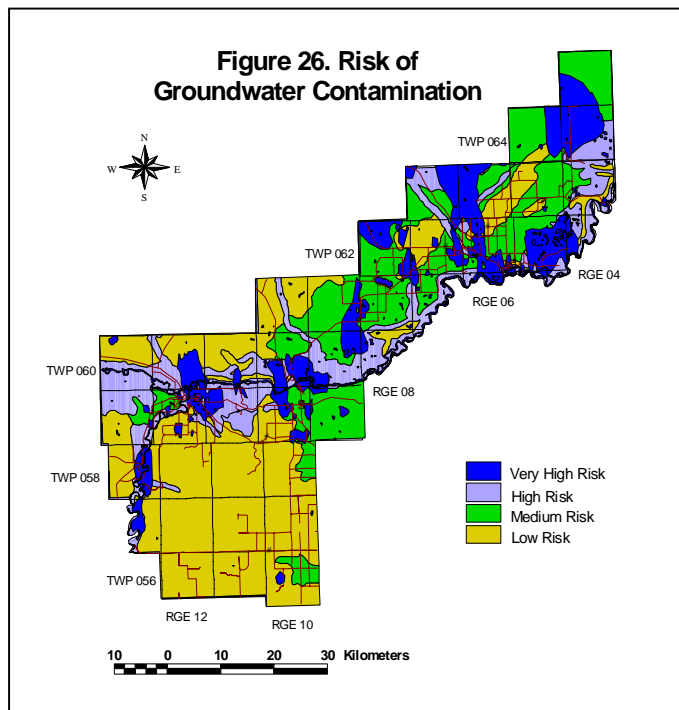 Figure 26. Risk of
Groundwater Contamination
N
W E
S
TWP 064
TWP 062
RGE 04
RGE 06
TWP 060
RGE 08
TWP 058
Very High Risk
High Risk
Medium Risk
Low Risk
TWP 056
RGE 12
RGE 10
10 0 10 20 30 Kilometers